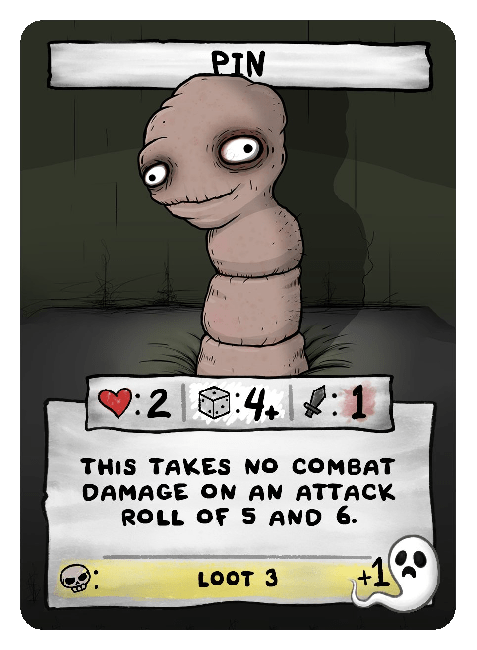 PIN
:2 :4+ :1
THIS TAKES NO COMBAT
DAMAGE ON AN ATTACK
ROLL OF 5 AND 6.
: LOOT 3 +1